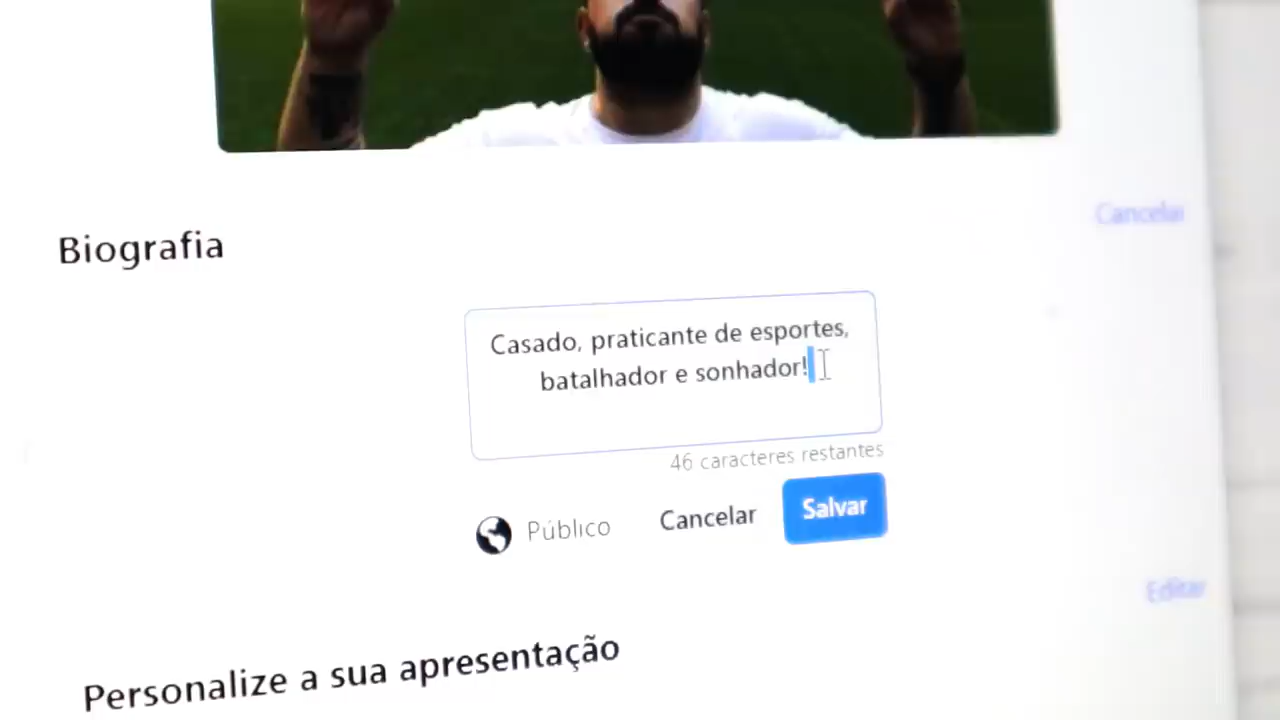 Cancelar
Biografia
Casado, praticante de esportes,
batalhador e sonhador!
46 caracteres restantes
Público
Cancelar
Salvar
Editar
Personalize a sua apresentação